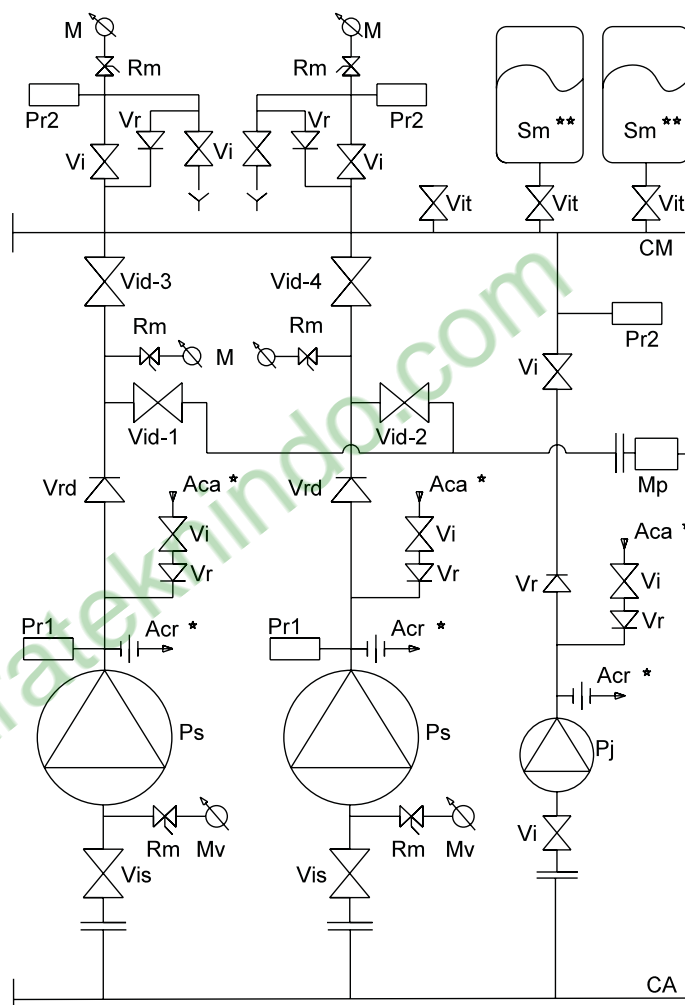 M M
Rm Rm
Pr2 Vr Vr Pr2
Sm ** Sm **
Vi Vi Vi
Vit Vit Vit
CM
Vid-3 Vid-4
Rm M Rm
Pr2
Vi
Vid-1 Vid-2
Mp
Vrd Aca * Vrd Aca *
Aca *
Vi Vi
Vr Vr Vr Vi
Vr
Pr1 Acr * Pr1 Acr *
Acr *
Ps Ps Pj
Vi
Rm Mv Rm Mv
Vis Vis
CA
rateknindo.com